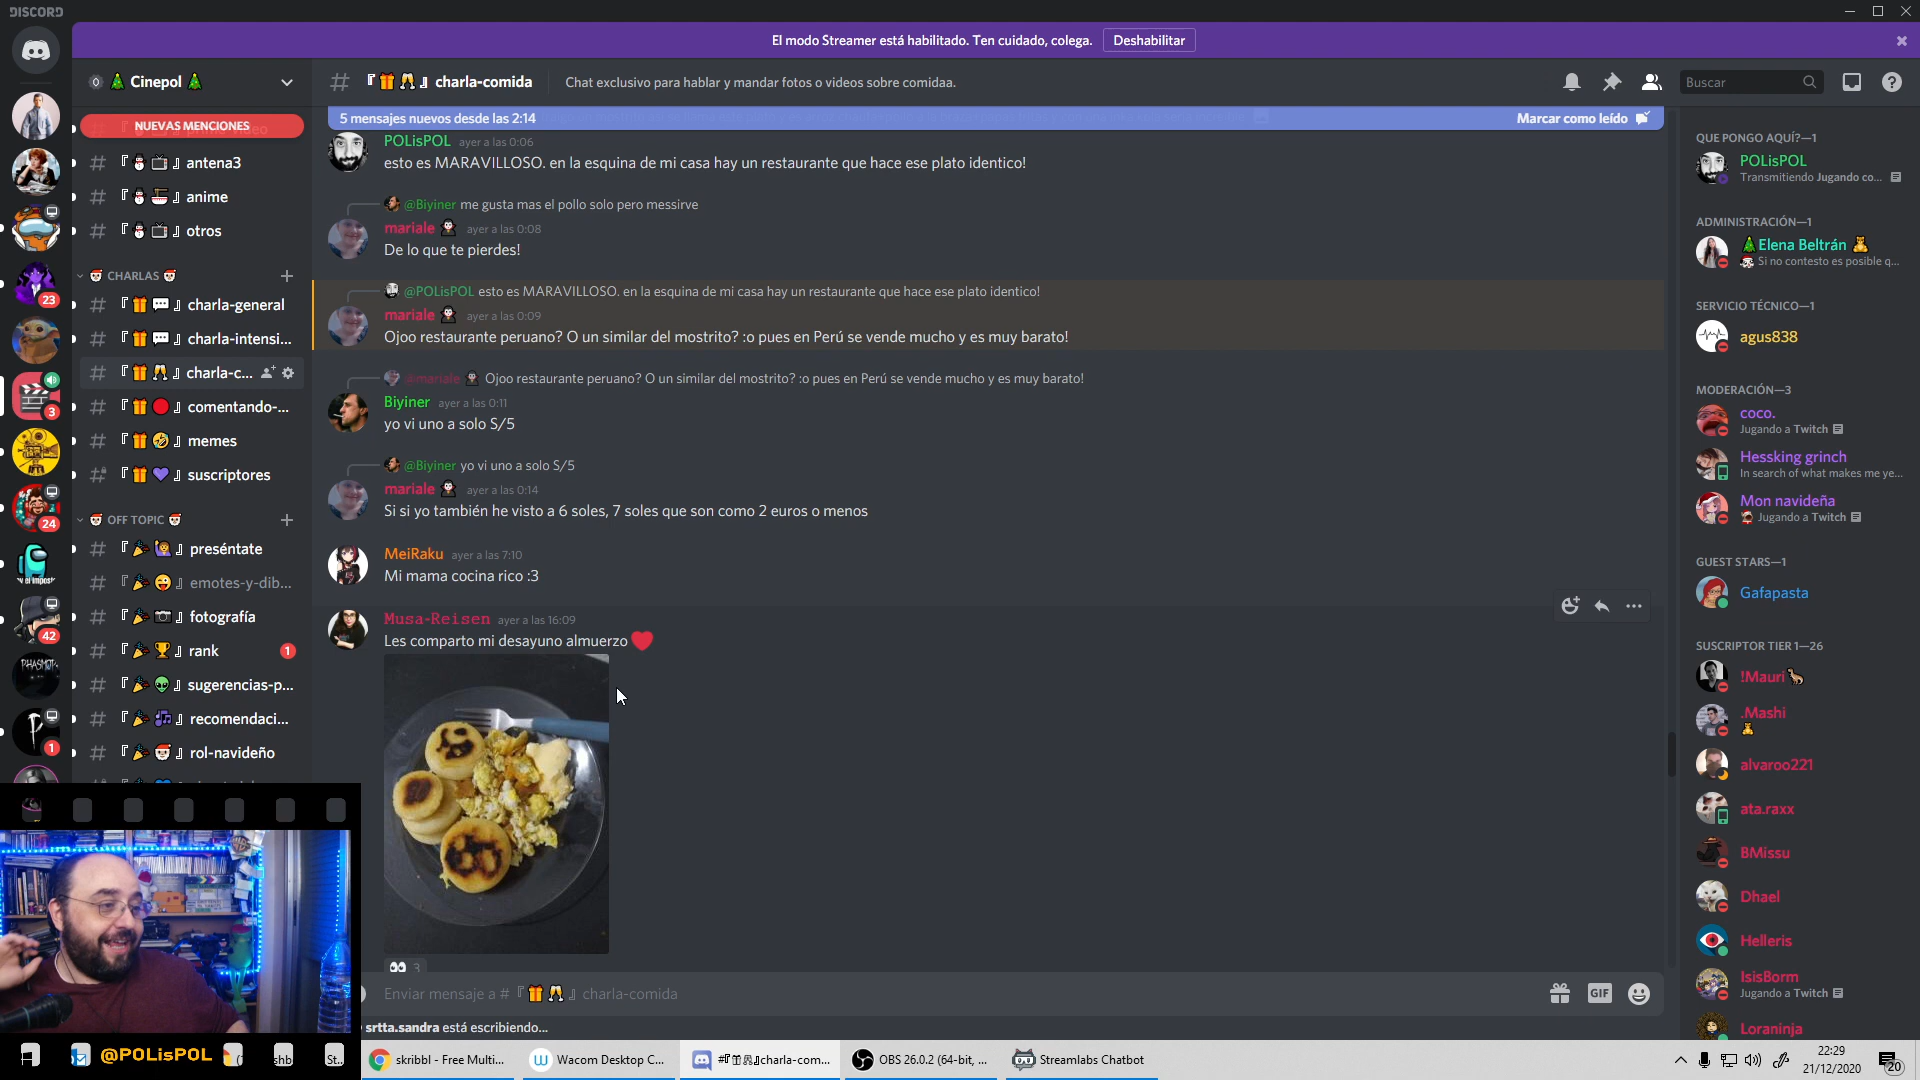 DISCORD
El modo Streamer está habilitado. Ten cuidado, colega.
Deshabilitar
Cinepol
charla-comida
Chat exclusivo para hablar y mandar fotos o videos sobre comidaa.
Buscar
NUEVAS MENCIONES
antena3
anime
otros
CHARLAS
charla-general
charla-intensi...
charla-c...
comentando-...
memes
suscriptores
OFF TOPIC
preséntate
emotes-y-dib...
fotografía
rank
1
sugerencias-p...
recomendaci...
rol-navideño
23
3
24
42
1
5 mensajes nuevos desde las 2:14
Marcar como leído
POLisPOL ayer a las 0:06
esto es MARAVILLOSO. en la esquina de mi casa hay un restaurante que hace ese plato identico!
@Biyiner me gusta mas el pollo solo pero messirve
mariale ayer a las 0:08
De lo que te pierdes!
@POLisPOL esto es MARAVILLOSO. en la esquina de mi casa hay un restaurante que hace ese plato identico!
mariale ayer a las 0:09
Ojoo restaurante peruano? O un similar del mostrito? :o pues en Perú se vende mucho y es muy barato!
@mariale Ojoo restaurante peruano? O un similar del mostrito? :o pues en Perú se vende mucho y es muy barato!
Biyiner ayer a las 0:11
yo vi uno a solo S/5
@Biyiner yo vi uno a solo S/5
mariale ayer a las 0:14
Si si yo también he visto a 6 soles, 7 soles que son como 2 euros o menos
MeiRaku ayer a las 7:10
Mi mama cocina rico :3
Musa-Reisen ayer a las 16:09
Les comparto mi desayuno almuerzo
3
Enviar mensaje a # charla-comida
GIF
srtta.sandra está escribiendo...
QUE PONGO AQUÍ?—1
POLisPOL
Transmitiendo Jugando co...
ADMINISTRACIÓN—1
Elena Beltrán
Si no contesto es posible q...
SERVICIO TÉCNICO—1
agus838
MODERACIÓN—3
coco.
Jugando a Twitch
Hessking grinch
In search of what makes me ye...
Mon navideña
Jugando a Twitch
GUEST STARS—1
Gafapasta
SUSCRIPTOR TIER 1—26
!Mauri
.Mashi
alvaroo221
ata.raxx
BMissu
Dhael
Helleris
IsisBorm
Jugando a Twitch
Loraninja
@POLisPOL
shb
St...
skribbl - Free Multi...
Wacom Desktop C...
charla-com...
OBS 26.0.2 (64-bit, ...
Streamlabs Chatbot
22:29
21/12/2020
20